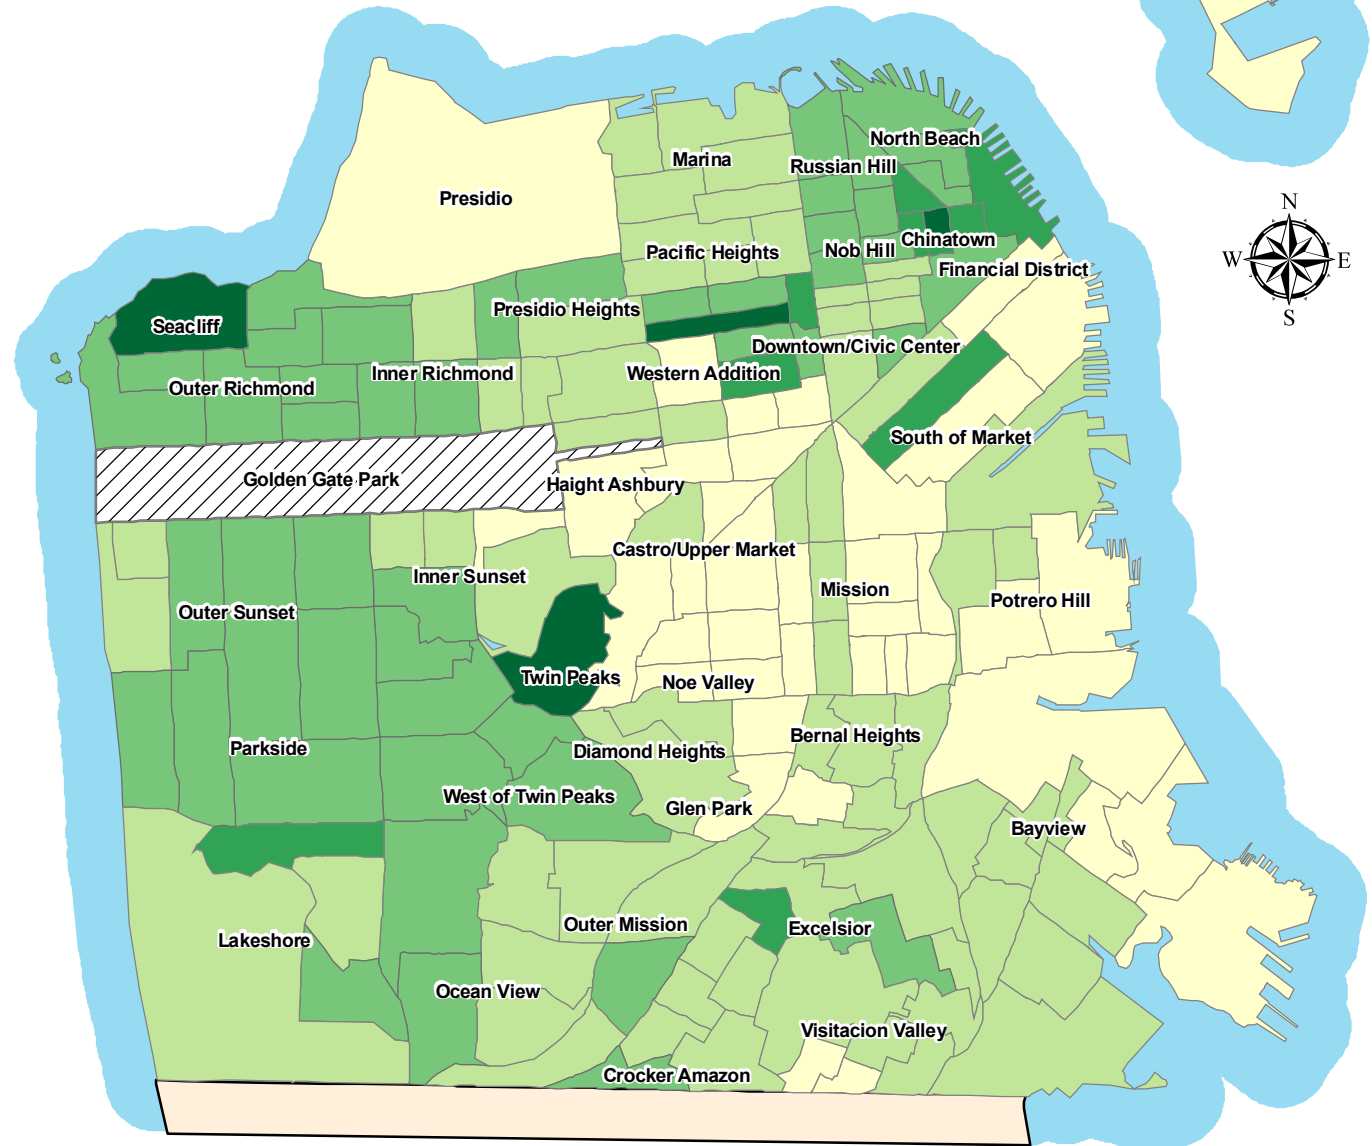 North Beach
Marina
Russian Hill
Presidio
N
Chinatown
Nob Hill
Pacific Heights
W
E
Financial District
Presidio Heights
S
Seacliff
Downtown/Civic Center
Inner Richmond
Western Addition
Outer Richmond
South of Market
Golden Gate Park
Haight Ashbury
Castro/Upper Market
Inner Sunset
Mission
Potrero Hill
Outer Sunset
Twin Peaks
Noe Valley
Bernal Heights
Parkside
Diamond Heights
West of Twin Peaks
Glen Park
Bayview
Outer Mission
Excelsior
Lakeshore
Ocean View
Visitacion Valley
Crocker Amazon